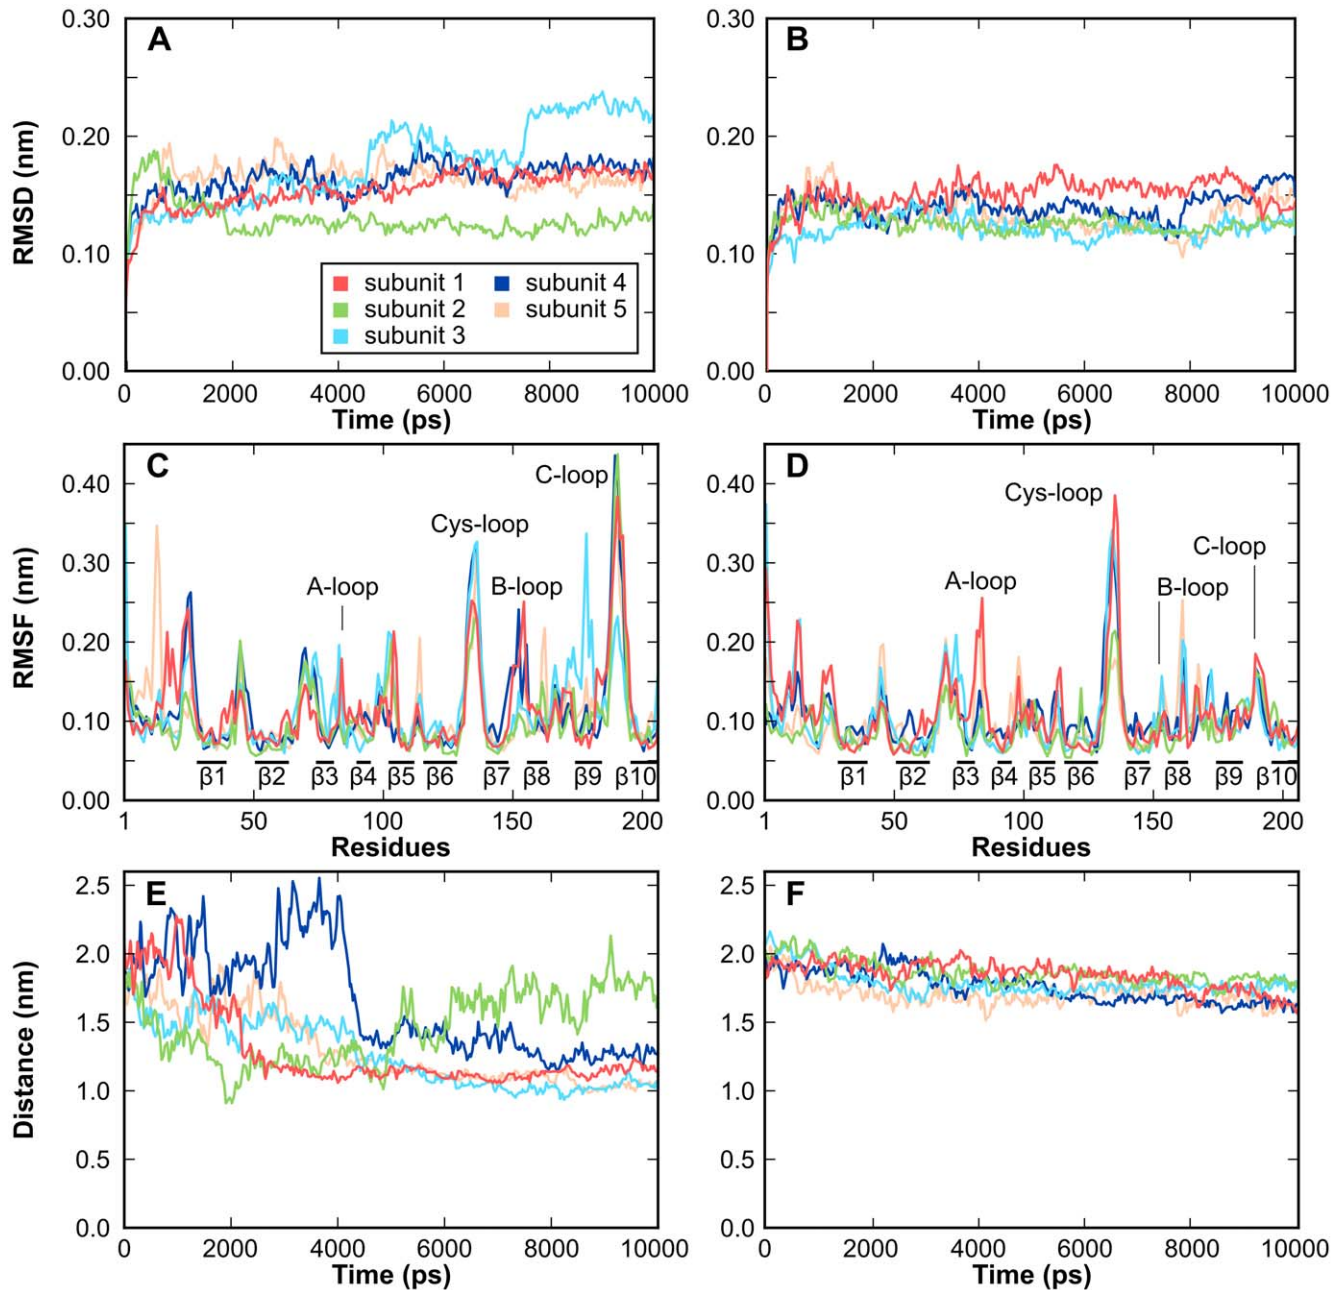 A
B
RMSD (nm)
0.30
0.20
0.10
0.00
subunit 1
subunit 4
subunit 2
subunit 5
subunit 3
0 2000 4000 6000 8000 10000
Time (ps)
0.30
0.20
0.10
0.00
0 2000 4000 6000 8000 10000
Time (ps)
C
RMSF (nm)
0.40
0.30
0.20
0.10
0.00
C-loop
Cys-loop
A-loop
B-loop
β1 β2 β3 β4 β5 β6 β7 β8 β9 β10
1 50 100 150 200
Residues
D
0.40
0.30
0.20
0.10
0.00
Cys-loop
C-loop
A-loop
B-loop
β1 β2 β3 β4 β5 β6 β7 β8 β9 β10
1 50 100 150 200
Residues
E
Distance (nm)
2.5
2.0
1.5
1.0
0.5
0.0
0 2000 4000 6000 8000 10000
Time (ps)
F
2.5
2.0
1.5
1.0
0.5
0.0
0 2000 4000 6000 8000 10000
Time (ps)